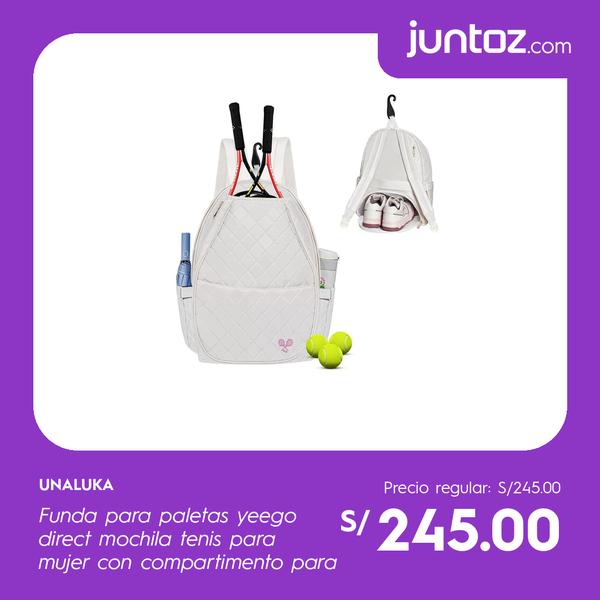 juntoz.com
UNALUKA
Funda para paletas yeego
direct mochila tenis para
mujer con compartimento para
Precio regular: S/245.00
S/245.00